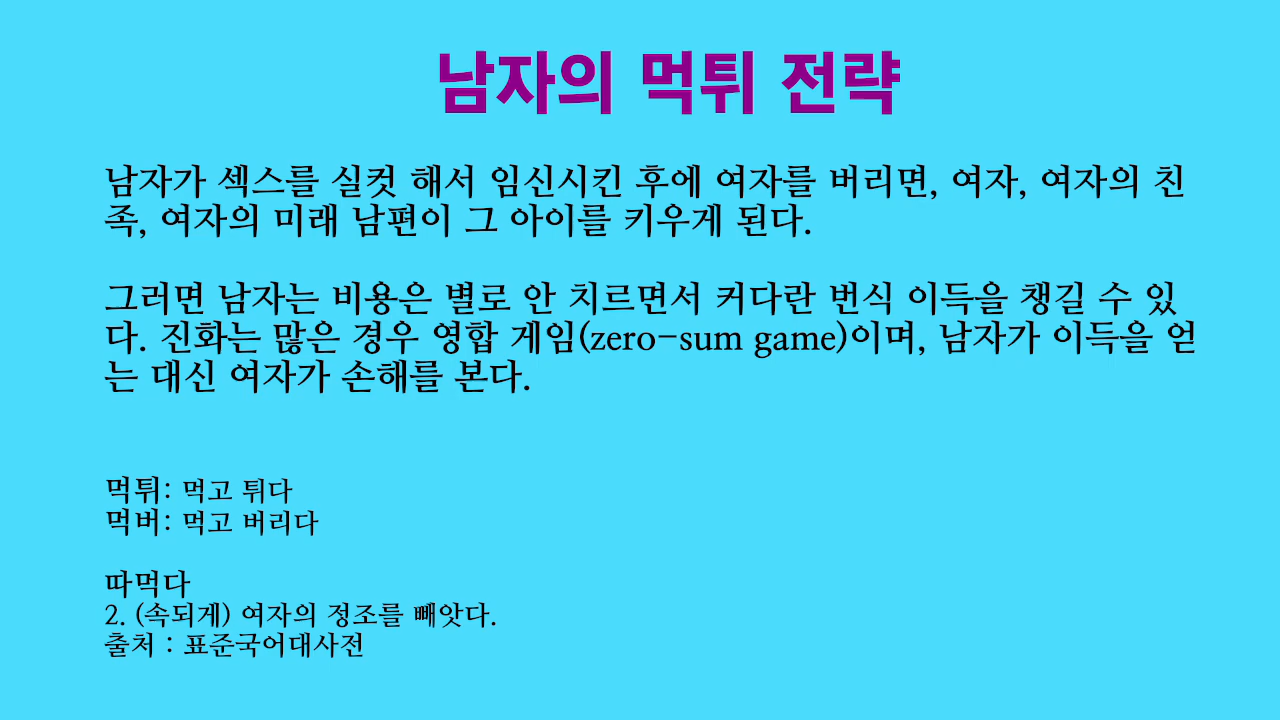 남자의 먹튀 전략
남자가 섹스를 실컷 해서 임신시킨 후에 여자를 버리면, 여자, 여자의 친
족, 여자의 미래 남편이 그 아이를 키우게 된다.
그러면 남자는 비용은 별로 안 치르면서 커다란 번식 이득을 챙길 수 있
다. 진화는 많은 경우 영합 게임(zero-sum game)이며, 남자가 이득을 얻
는 대신 여자가 손해를 본다.
먹튀: 먹고 튀다
먹버: 먹고 버리다
따먹다
2. (속되게) 여자의 정조를 빼앗다.
출처 : 표준국어대사전